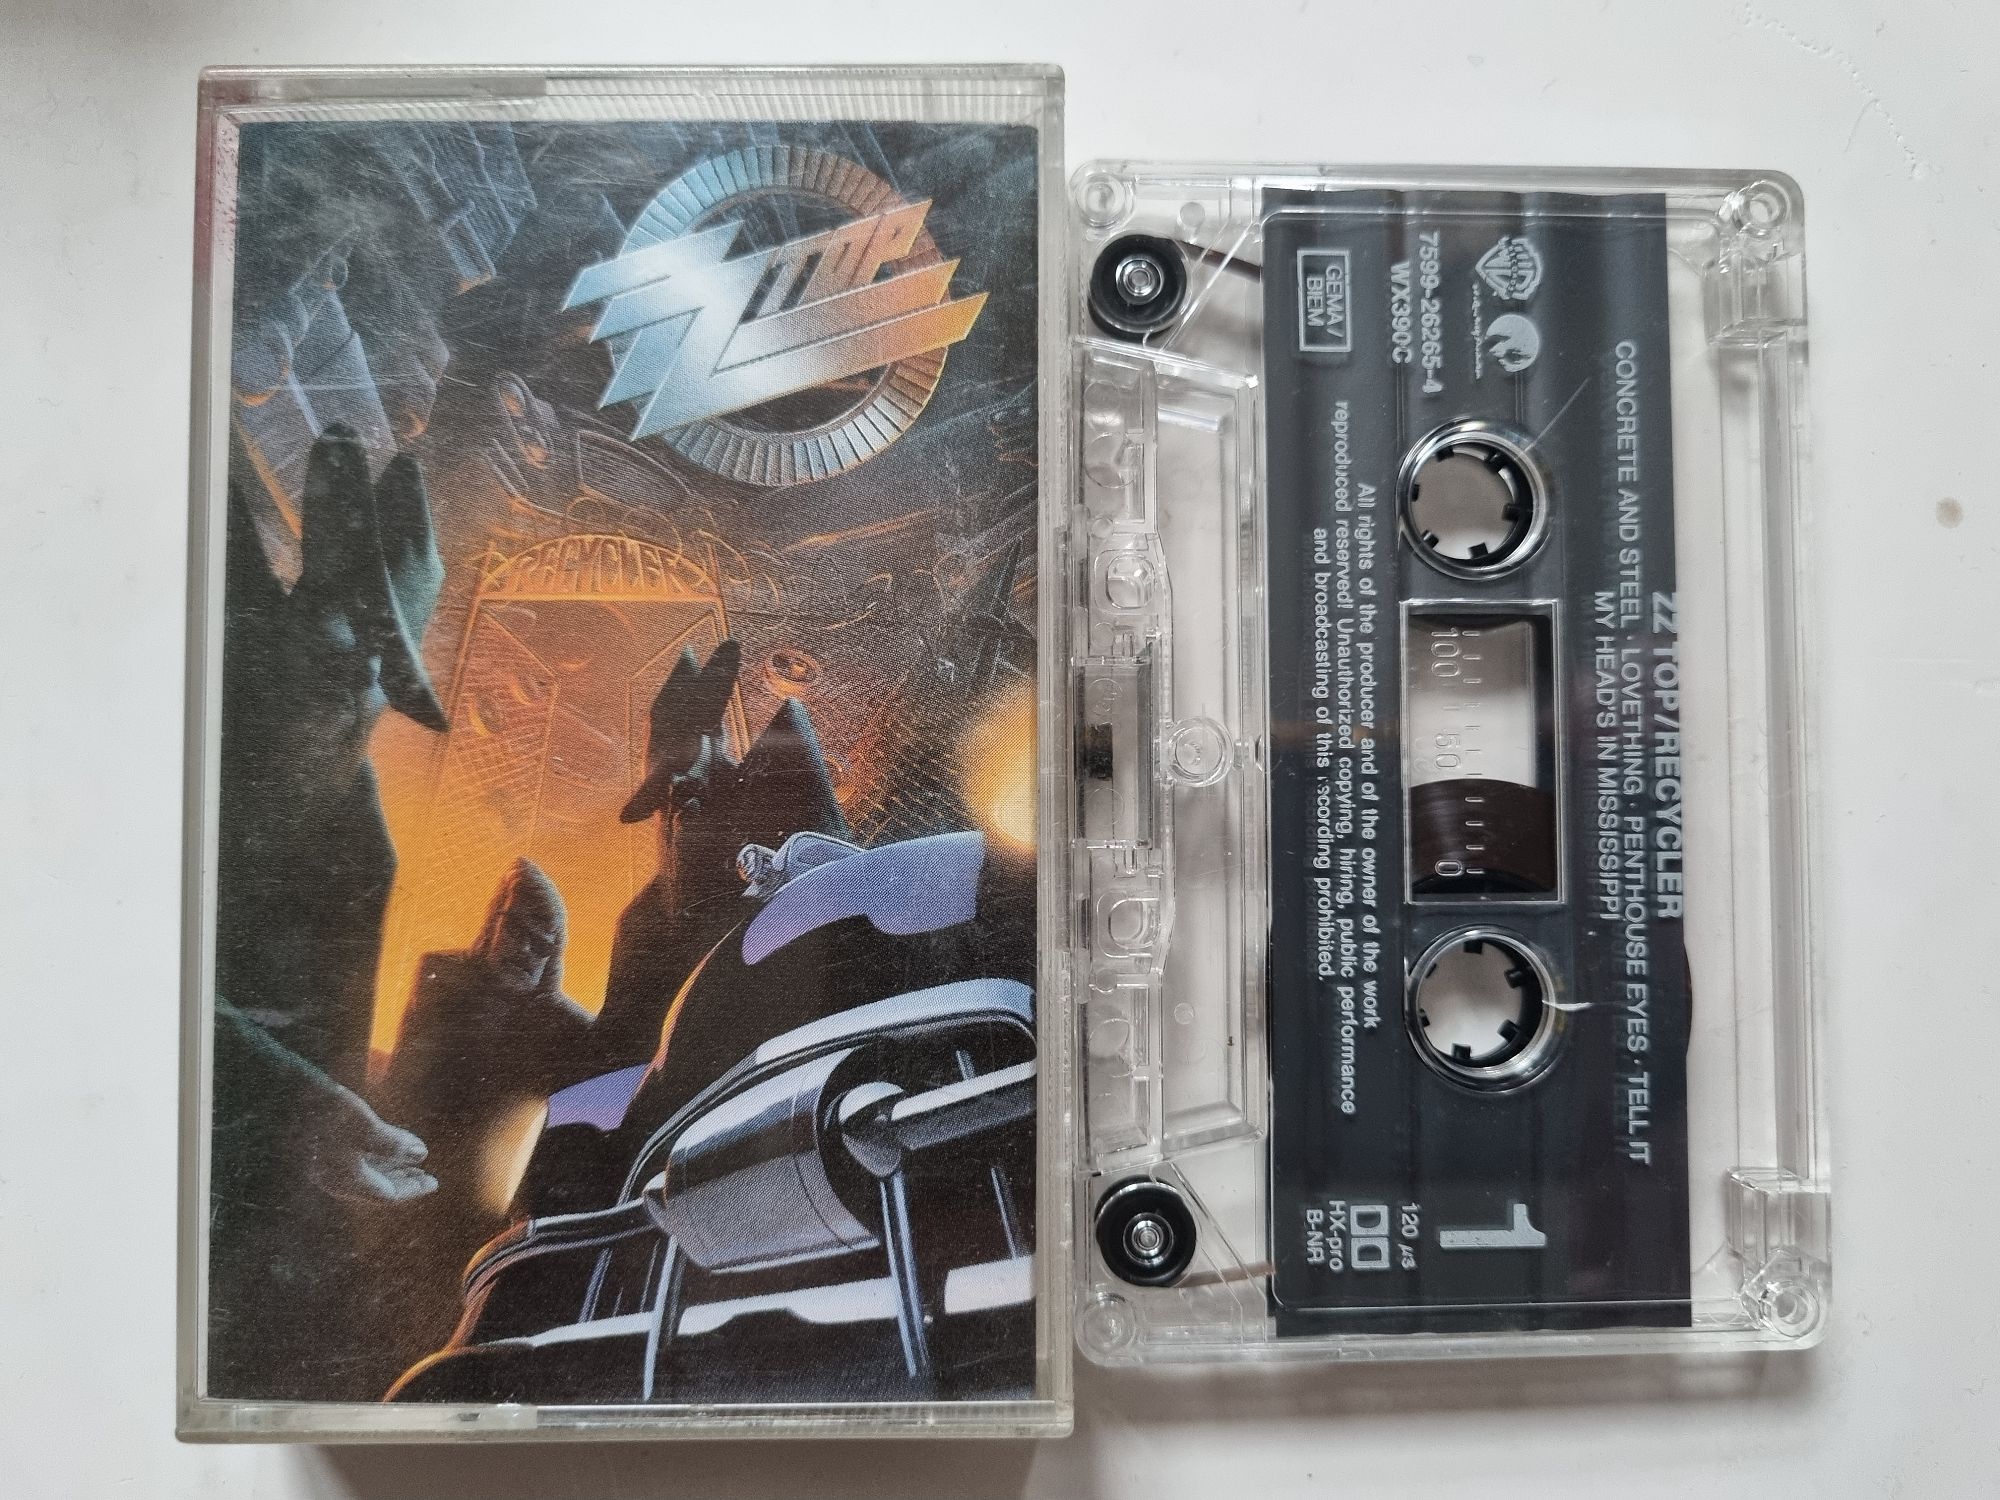 ZZ TOP
RECYCLER
ZZ TOP/RECYCLER
CONCRETE AND STEEL · LOVETHING · PENTHOUSE EYES · TELL IT
MY HEAD'S IN MISSISSIPPI
7599-26265-4
WX390C
GEMA/
BIEM
100 50 0
1
120 µs
HX-pro
B-NR
All rights of the producer and of the owner of the work
reproduced reserved! Unauthorized copying, hiring, public performance
and broadcasting of this recording prohibited.